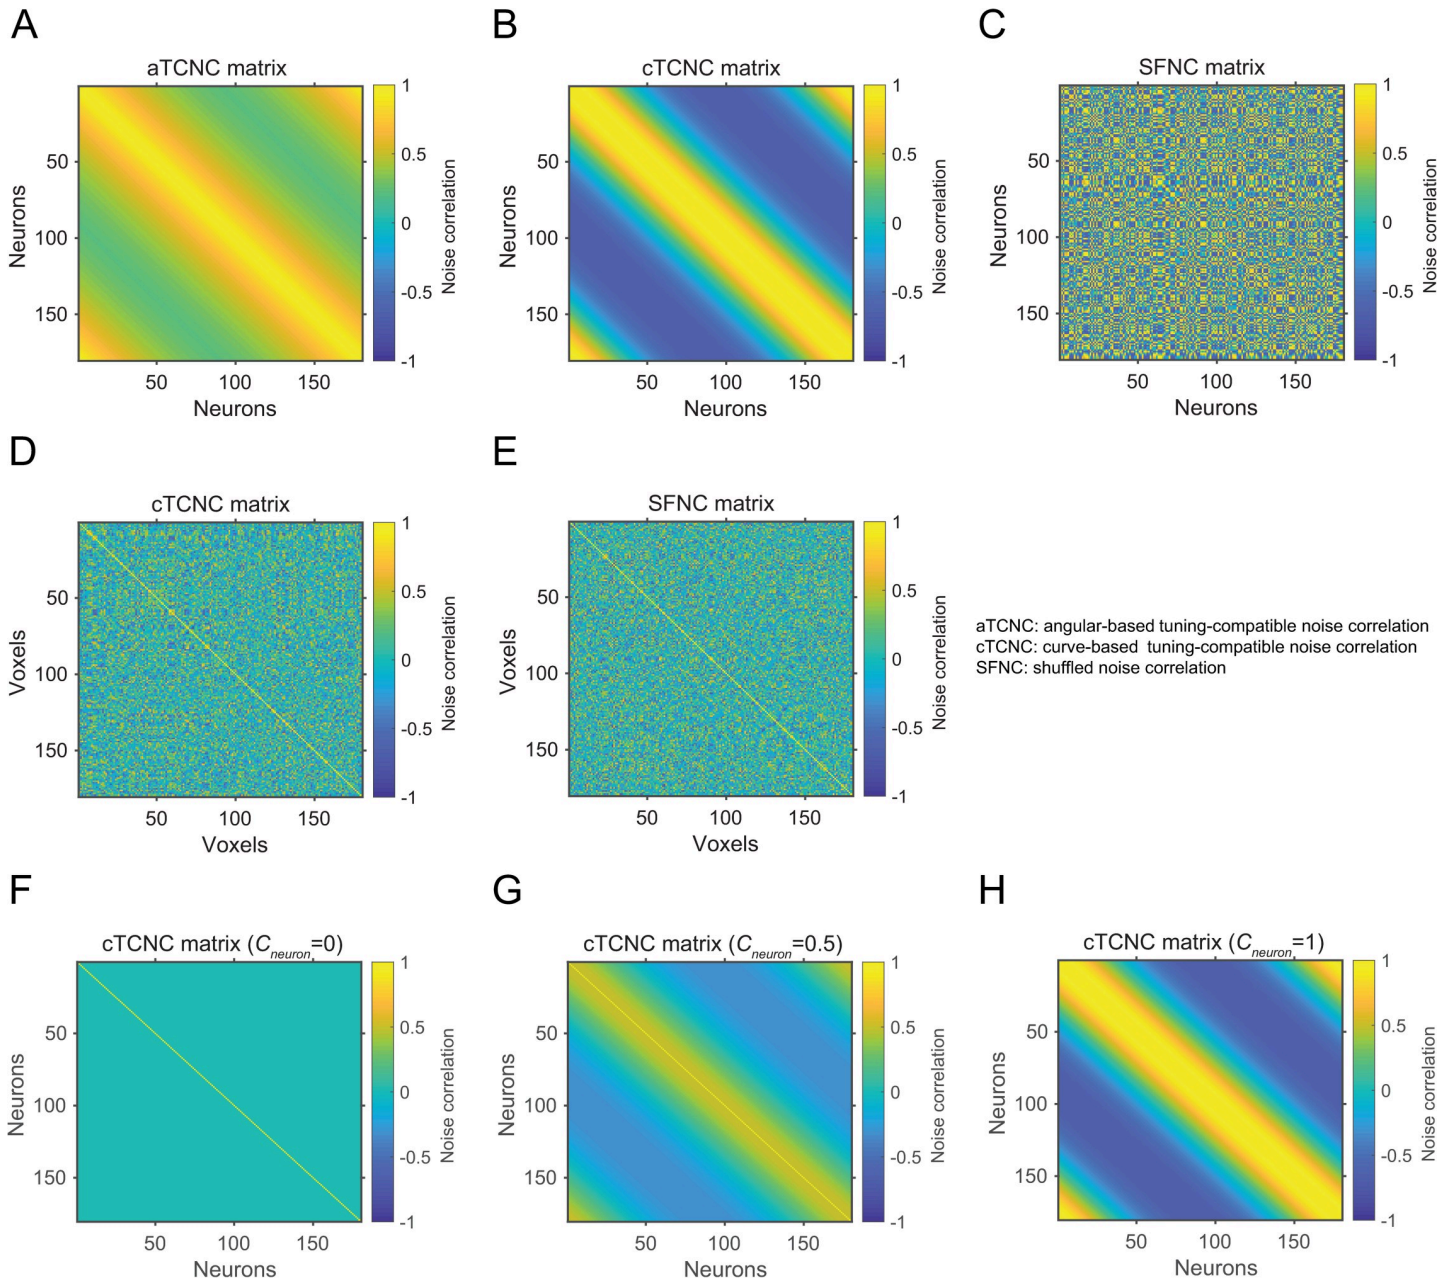 A
aTCNC matrix
50
100
150
Neurons
50
100
150
Neurons
1
0.5
0
-0.5
-1
Noise correlation
B
cTCNC matrix
50
100
150
Neurons
50
100
150
Neurons
1
0.5
0
-0.5
-1
Noise correlation
C
SFNC matrix
50
100
150
Neurons
50
100
150
Neurons
1
0.5
0
-0.5
-1
Noise correlation
D
cTCNC matrix
50
100
150
Voxels
50
100
150
Voxels
1
0.5
0
-0.5
-1
Noise correlation
E
SFNC matrix
50
100
150
Voxels
50
100
150
Voxels
1
0.5
0
-0.5
-1
Noise correlation
aTCNC: angular-based tuning-compatible noise correlation
cTCNC: curve-based tuning-compatible noise correlation
SFNC: shuffled noise correlation
F
cTCNC matrix (Cneuron=0)
50
100
150
Neurons
50
100
150
Neurons
1
0.5
0
-0.5
-1
Noise correlation
G
cTCNC matrix (Cneuron=0.5)
50
100
150
Neurons
50
100
150
Neurons
1
0.5
0
-0.5
-1
Noise correlation
H
cTCNC matrix (Cneuron=1)
50
100
150
Neurons
50
100
150
Neurons
1
0.5
0
-0.5
-1
Noise correlation